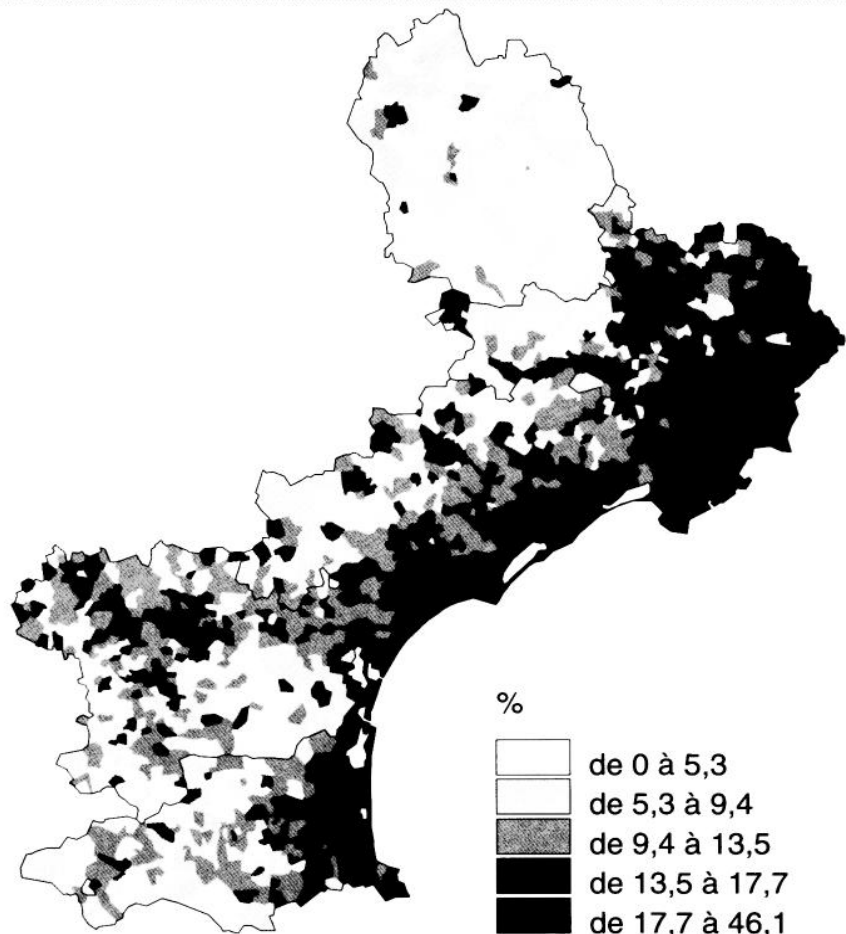 %
de 0 à 5,3
de 5,3 à 9,4
de 9,4 à 13,5
de 13,5 à 17,7
de 17,7 à 46,1